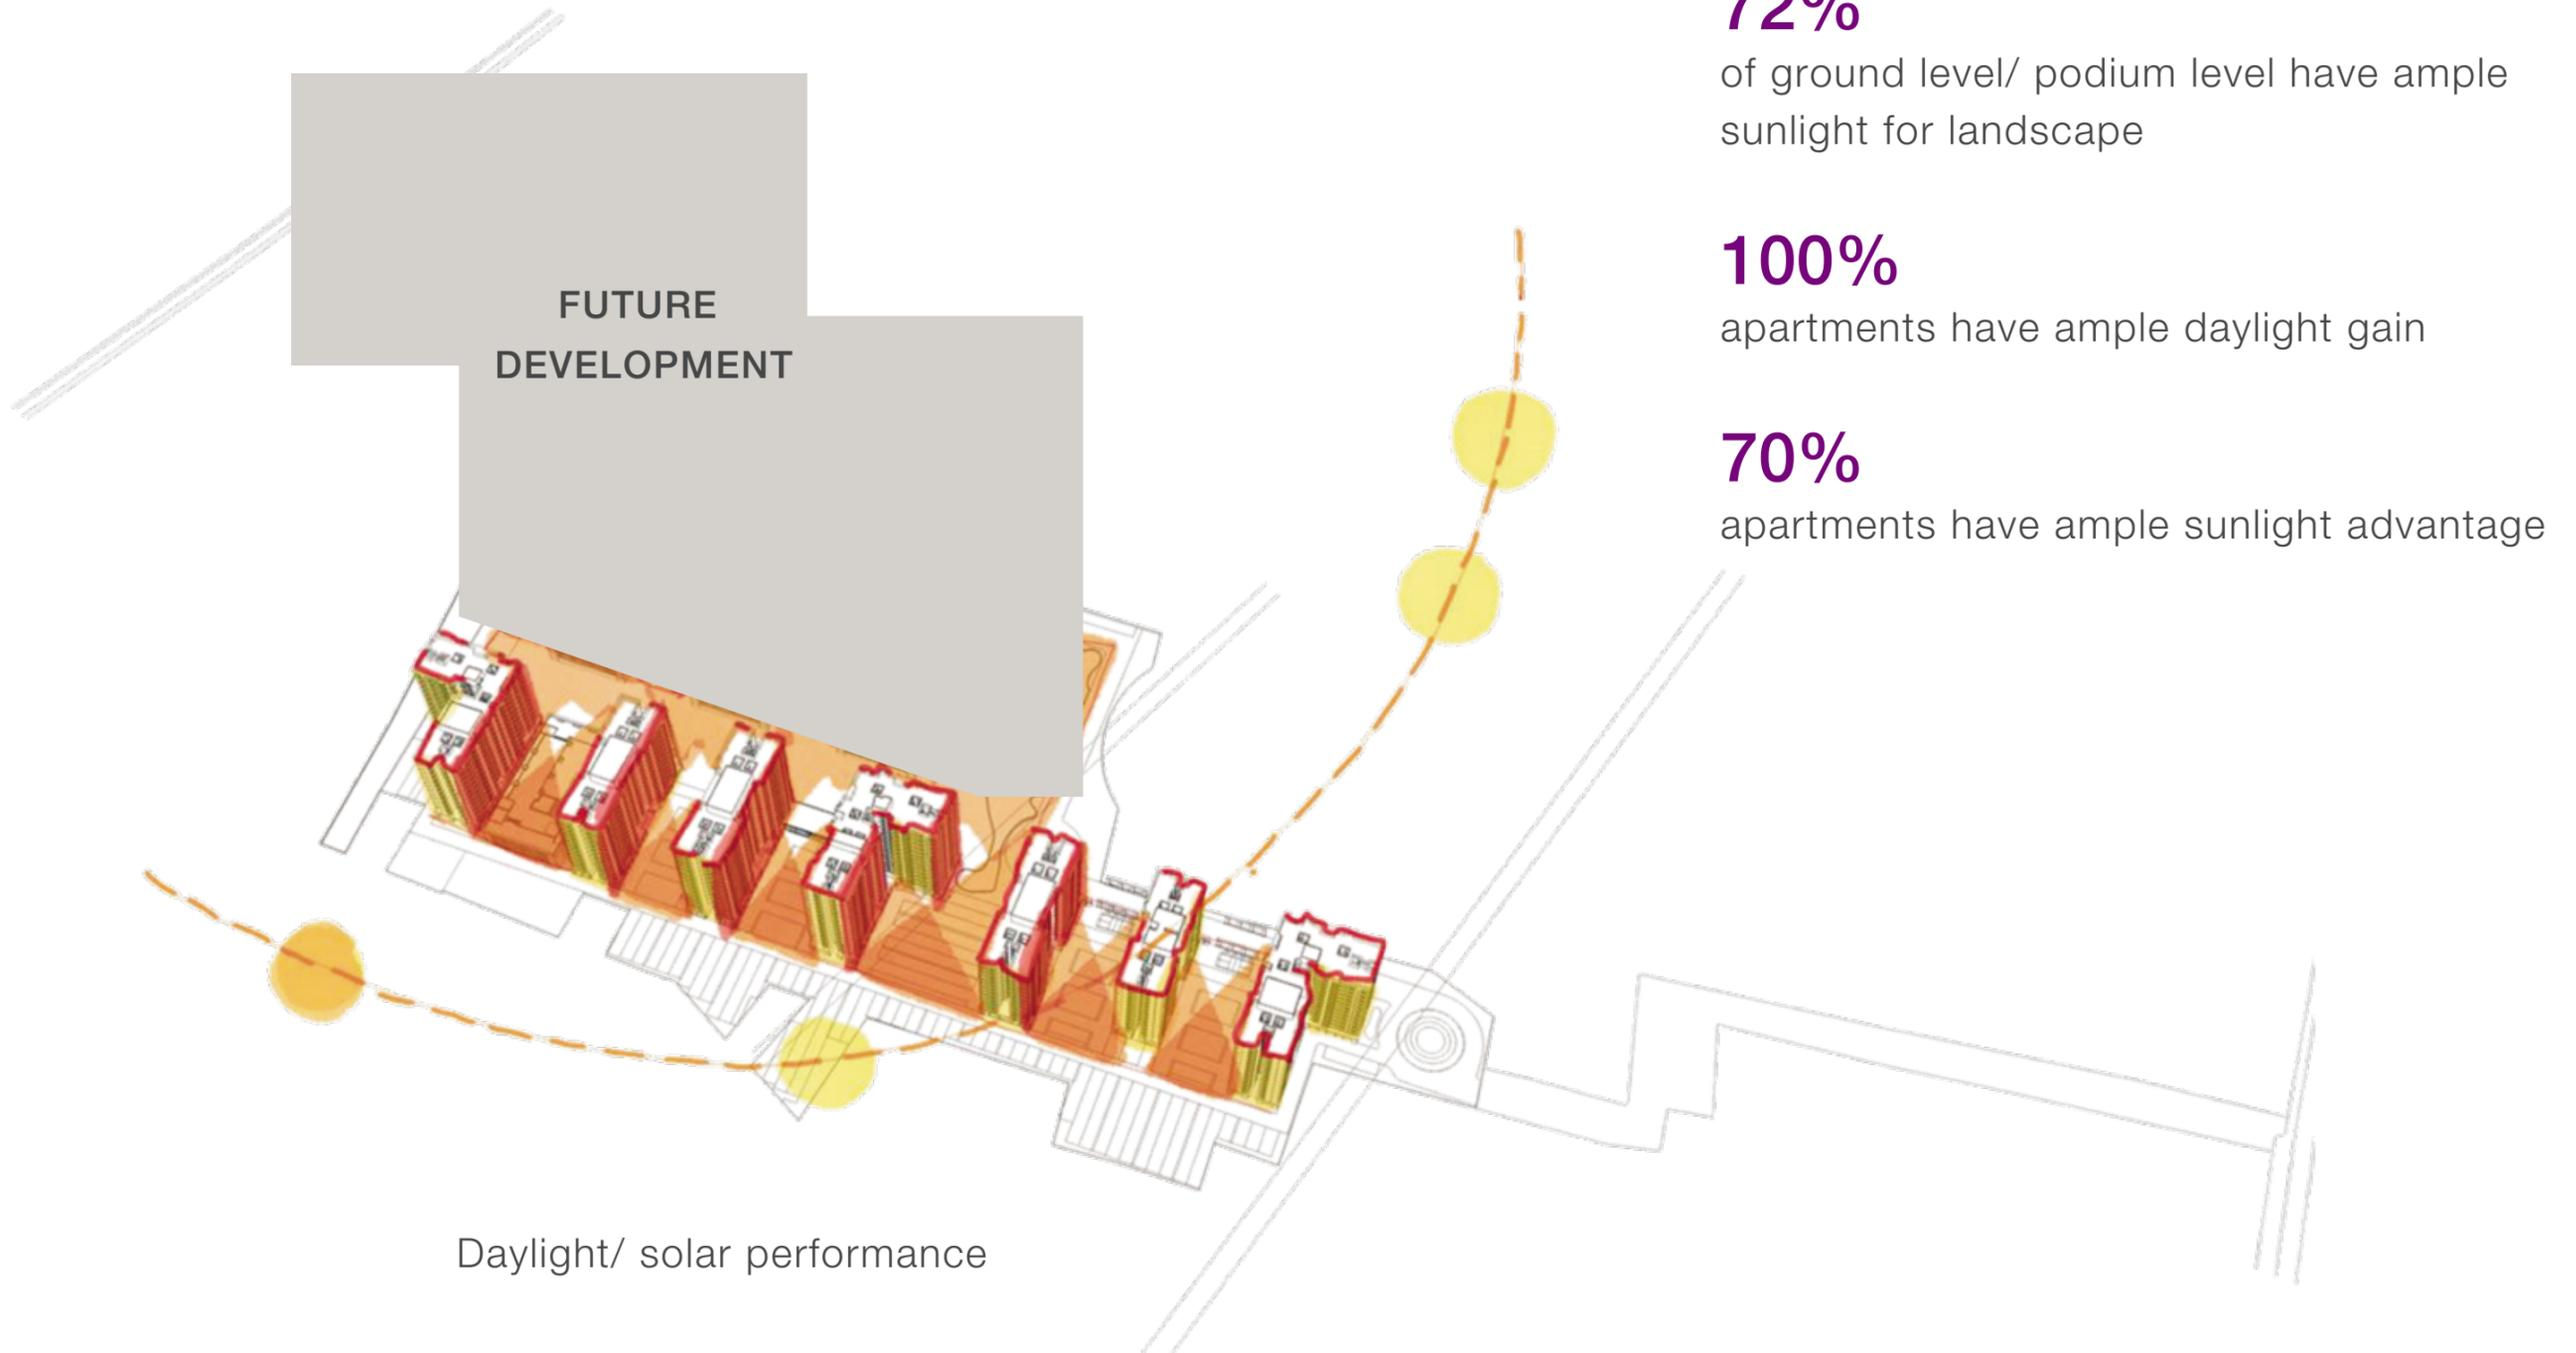 72%
of ground level/ podium level have ample
sunlight for landscape
100%
apartments have ample daylight gain
70%
apartments have ample sunlight advantage
FUTURE
DEVELOPMENT
Daylight/ solar performance